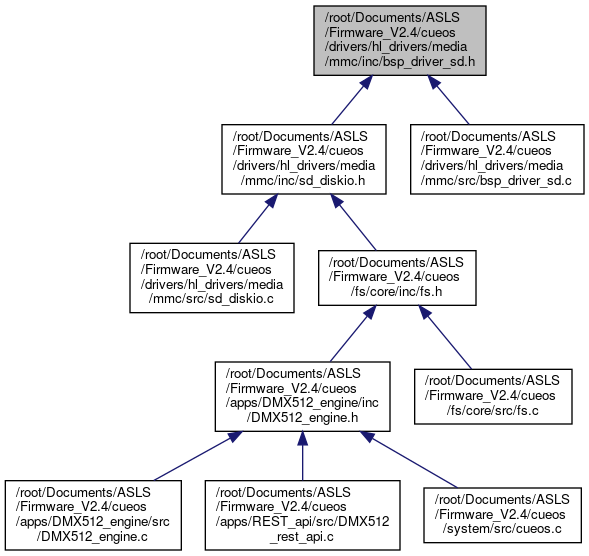 /root/Documents/ASLS
/Firmware_V2.4/cueos
/drivers/hl_drivers/media
/mmc/inc/bsp_driver_sd.h
/root/Documents/ASLS
/Firmware_V2.4/cueos
/drivers/hl_drivers/media
/mmc/inc/sd_diskio.h
/root/Documents/ASLS
/Firmware_V2.4/cueos
/drivers/hl_drivers/media
/mmc/src/bsp_driver_sd.c
/root/Documents/ASLS
/Firmware_V2.4/cueos
/drivers/hl_drivers/media
/mmc/src/sd_diskio.c
/root/Documents/ASLS
/Firmware_V2.4/cueos
/fs/core/inc/fs.h
/root/Documents/ASLS
/Firmware_V2.4/cueos
/apps/DMX512_engine/inc
/DMX512_engine.h
/root/Documents/ASLS
/Firmware_V2.4/cueos
/fs/core/src/fs.c
/root/Documents/ASLS
/Firmware_V2.4/cueos
/apps/DMX512_engine/src
/DMX512_engine.c
/root/Documents/ASLS
/Firmware_V2.4/cueos
/apps/REST_api/src/DMX512
_rest_api.c
/root/Documents/ASLS
/Firmware_V2.4/cueos
/system/src/cueos.c